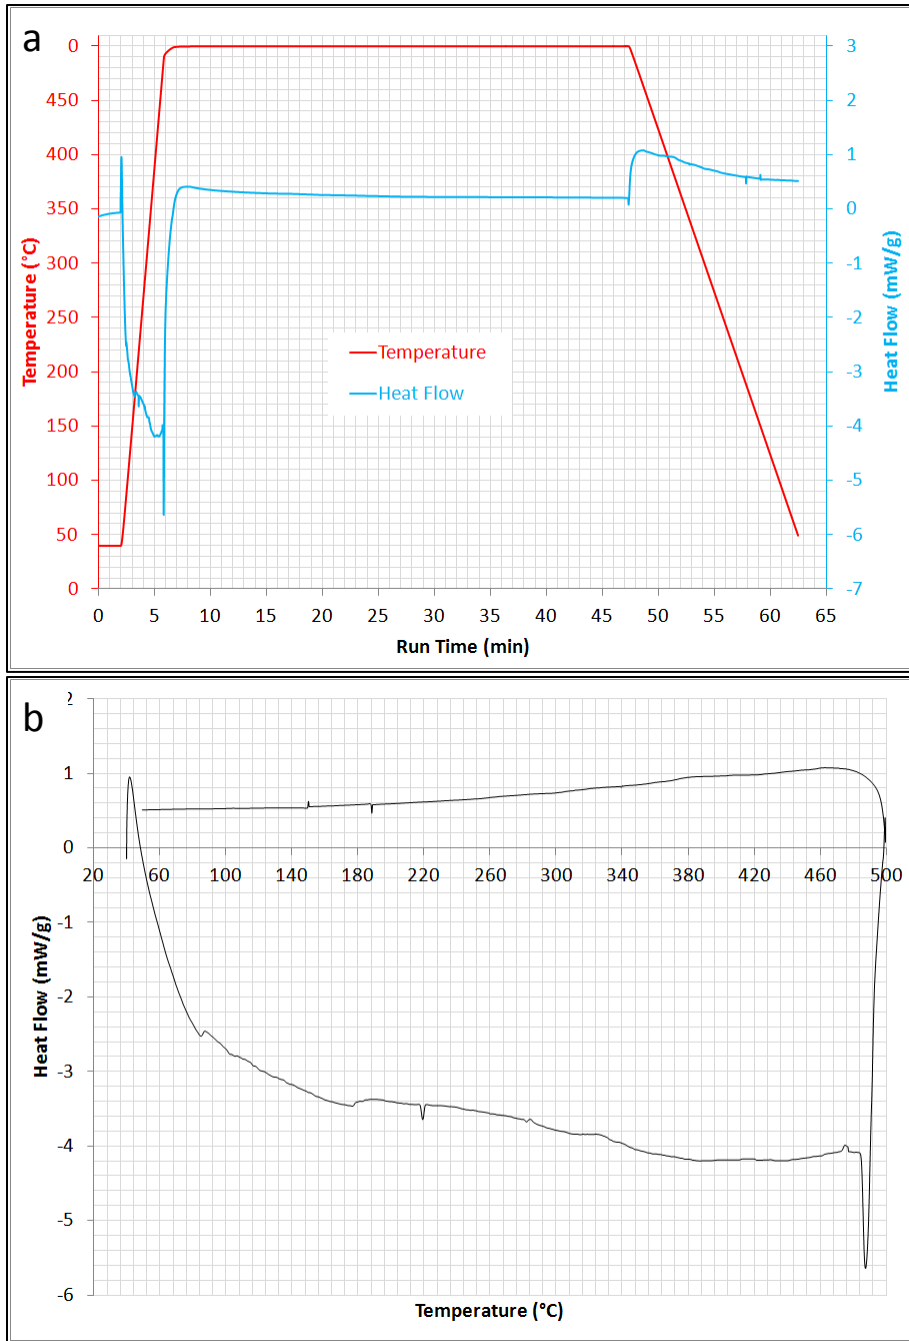 a
0
450
400
350
300
250
200
150
100
50
0
Temperature (°C)
3
2
1
0
-1
-2
-3
-4
-5
-6
-7
Heat Flow (mW/g)
Temperature
Heat Flow
0 5 10 15 20 25 30 35 40 45 50 55 60 65
Run Time (min)
b
2
1
0
-1
-2
-3
-4
-5
-6
Heat Flow (mW/g)
20 60 100 140 180 220 260 300 340 380 420 460 500
Temperature (°C)